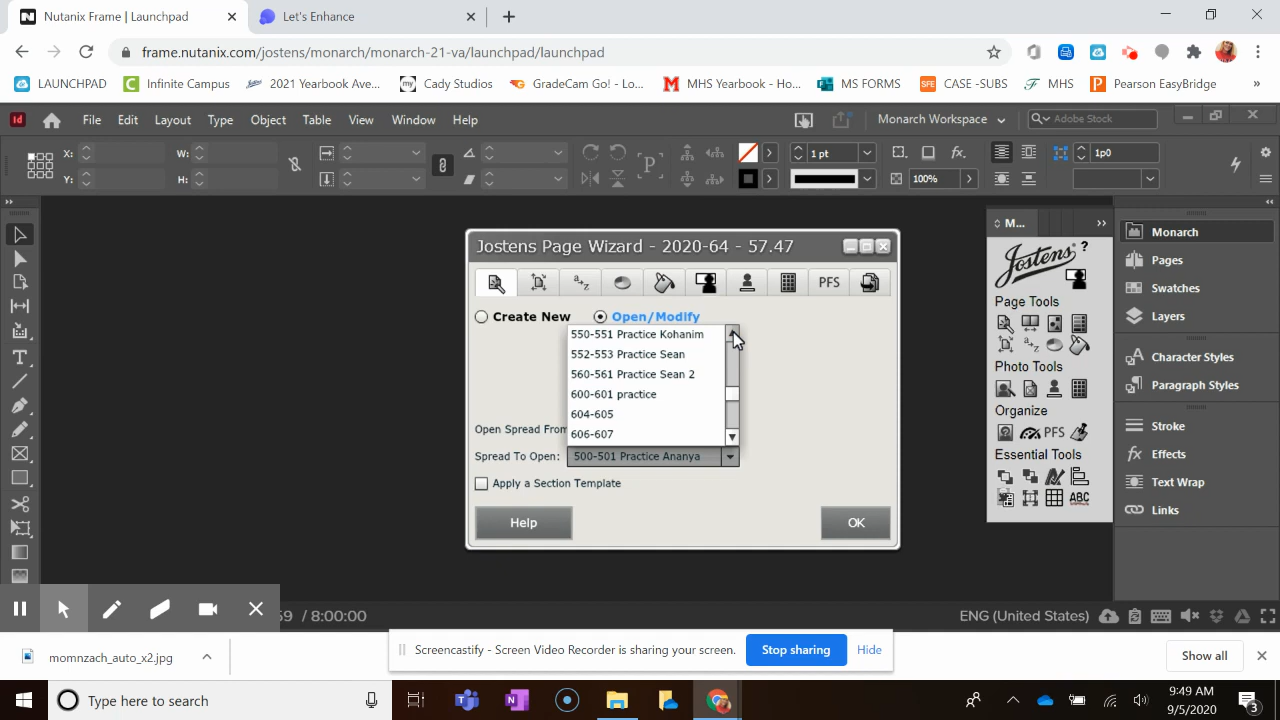 Nutanix Frame | Launchpad
Let's Enhance
frame.nutanix.com/jostens/monarch/monarch-21-va/launchpad/launchpad
LAUNCHPAD
Infinite Campus
2021 Yearbook Ave...
Cady Studios
GradeCam Go! - Lo...
MHS Yearbook - Ho...
MS FORMS
SFE CASE -SUBS
MHS
Pearson EasyBridge
»
Id File Edit Layout Type Object Table View Window Help
Monarch Workspace
Adobe Stock
X: W: 1 pt fx. 1p0
Y: H: P 100%
Jostens Page Wizard - 2020-64 - 57.47
PFS
Create New Open/Modify
550-551 Practice Kohanim
552-553 Practice Sean
560-561 Practice Sean 2
600-601 practice
604-605
606-607
Open Spread From
Spread To Open: 500-501 Practice Ananya
Apply a Section Template
Help OK
M...
Jostens ?
Page Tools
Photo Tools
Organize
PFS
Essential Tools
ABC
Monarch
Pages
Swatches
Layers
Character Styles
Paragraph Styles
Stroke
Effects
Text Wrap
Links
59 / 8:00:00
ENG (United States)
momnzach_auto_x2.jpg
Screencastify - Screen Video Recorder is sharing your screen. Stop sharing Hide
Show all
Type here to search
9:49 AM
9/5/2020
3